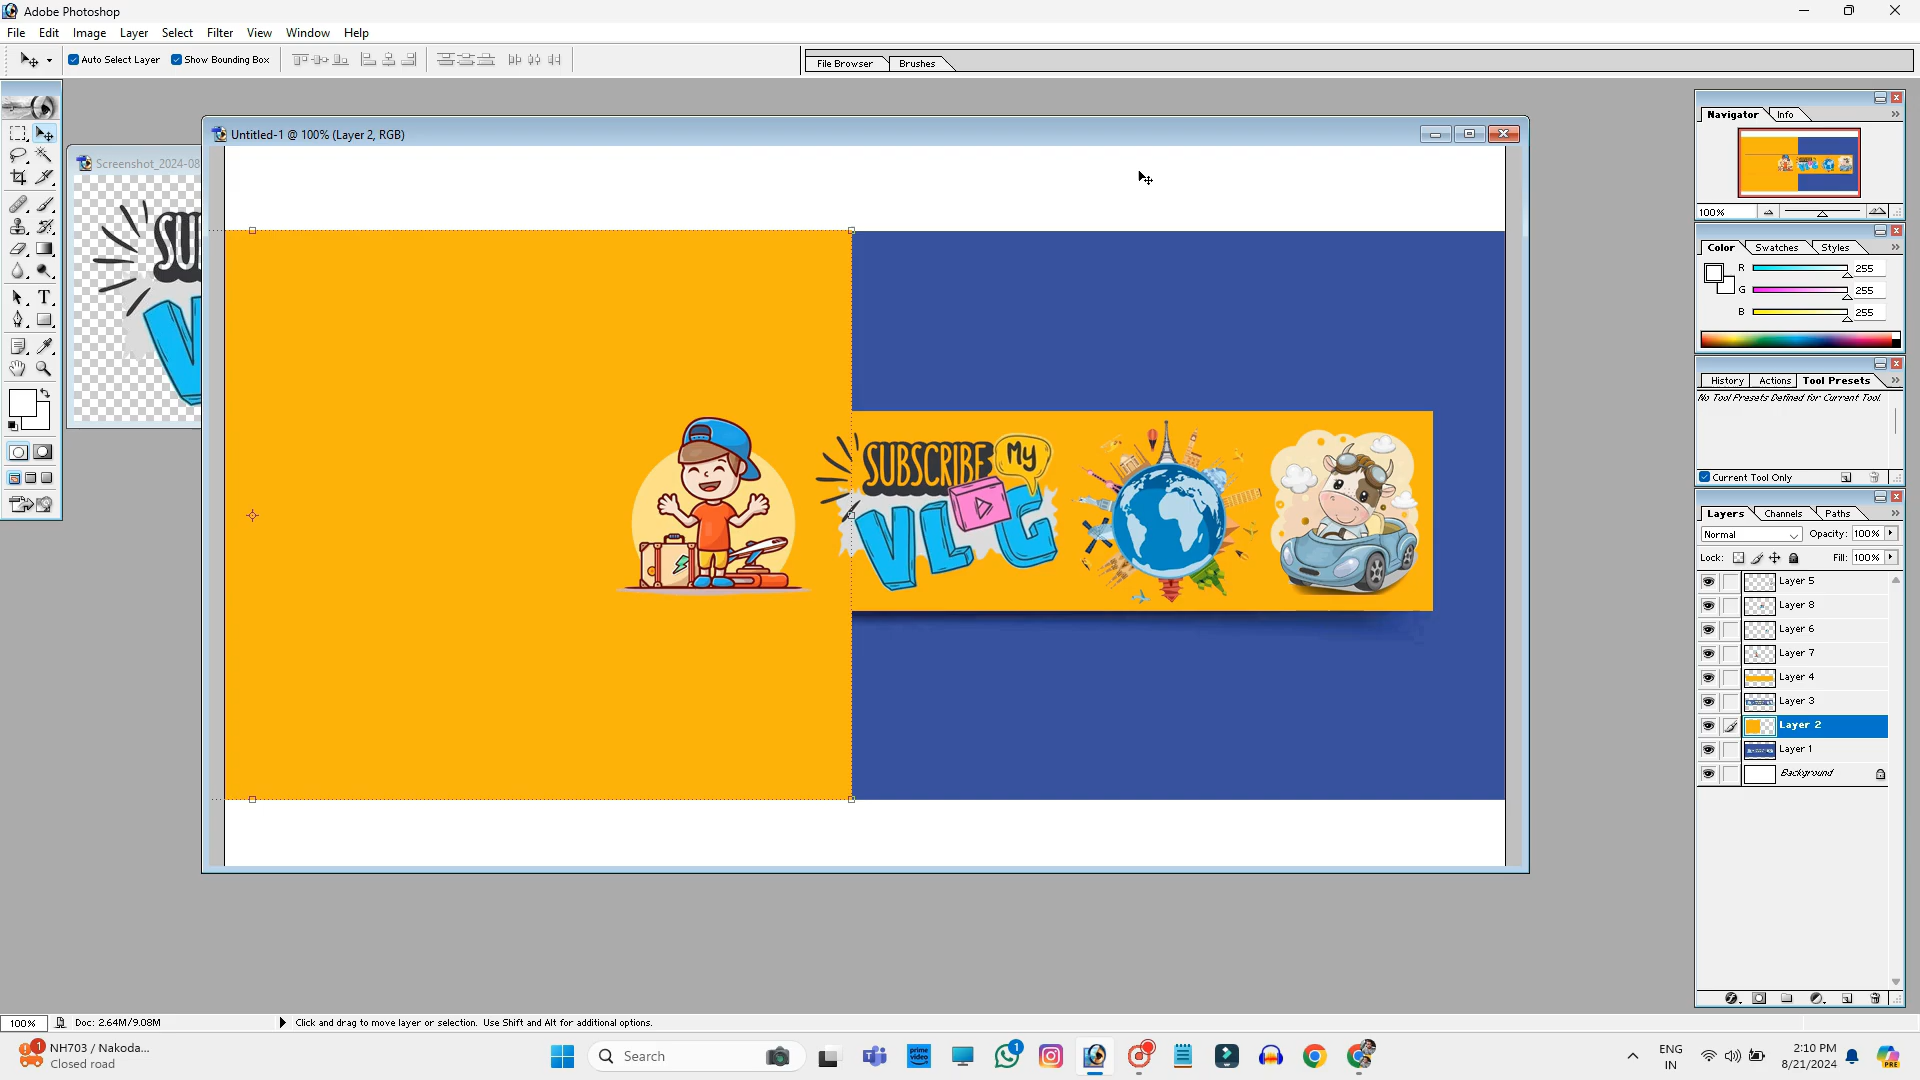 Adobe Photoshop
File Edit Image Layer Select Filter View Window Help
Auto Select Layer Show Bounding Box
File Browser Brushes
Untitled-1 @ 100% (Layer 2, RGB)
Screenshot_2024-08
SUBSCRIBE My
VLOG
Navigator Info
100%
Color Swatches Styles
R 255
G 255
B 255
History Actions Tool Presets
No Tool Presets Defined for Current Tool.
Current Tool Only
Layers Channels Paths
Normal Opacity: 100%
Lock: Fill: 100%
Layer 5
Layer 8
Layer 6
Layer 7
Layer 4
Layer 3
Layer 2
Layer 1
Background
100% Doc: 2.64M/9.08M Click and drag to move layer or selection. Use Shift and Alt for additional options.
1 NH703 / Nakoda...
Closed road
Search
prime video
1
ENG
IN
2:10 PM
8/21/2024
PRE